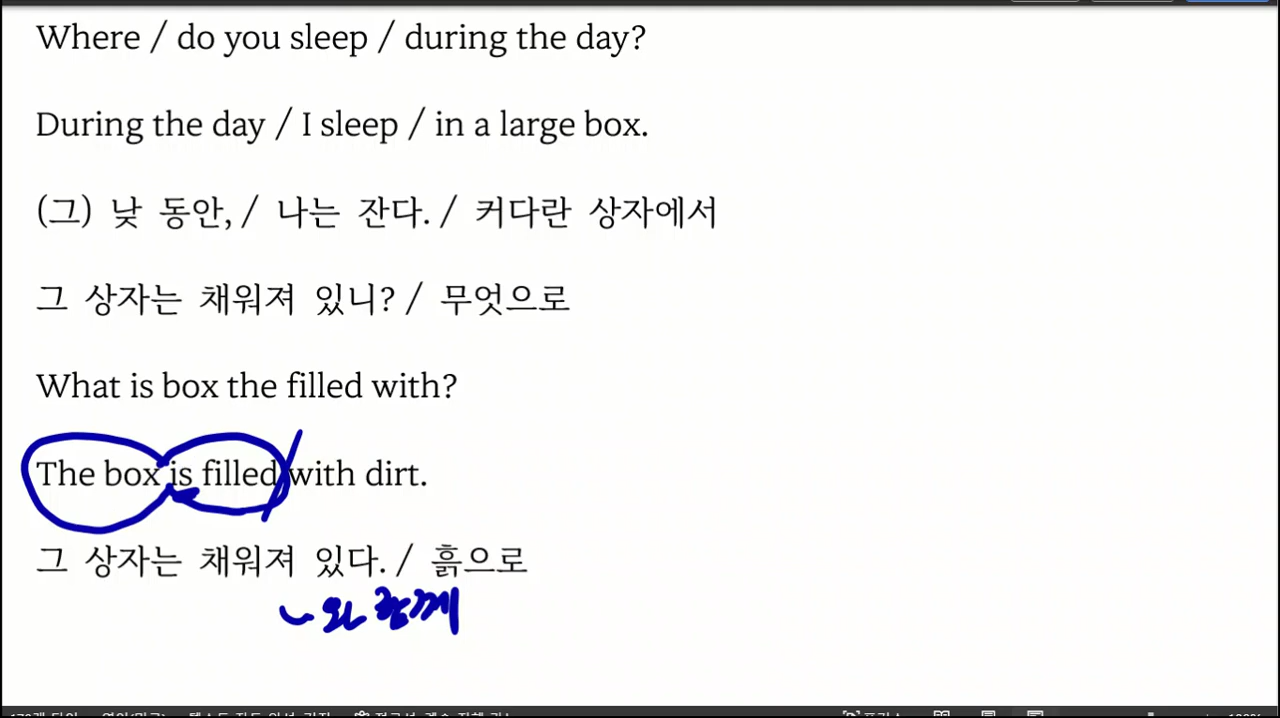 Where / do you sleep / during the day?
During the day / I sleep / in a large box.
(그) 낮 동안, / 나는 잔다. / 커다란 상자에서
그 상자는 채워져 있니? / 무엇으로
What is box the filled with?
The box is filled with dirt.
그 상자는 채워져 있다. / 흙으로
~와 함께